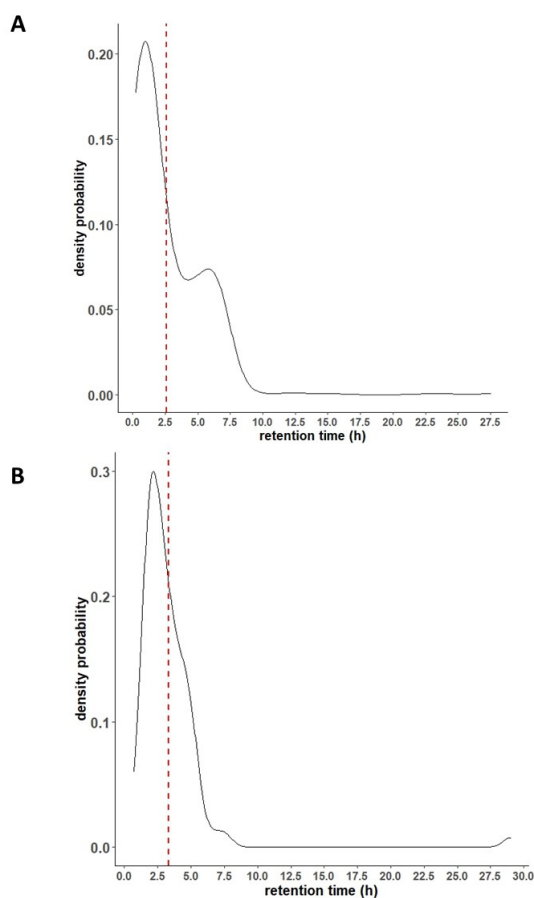 A
density probability
0.20
0.15
0.10
0.05
0.00
0.0 2.5 5.0 7.5 10.0 12.5 15.0 17.5 20.0 22.5 25.0 27.5
retention time (h)
B
density probability
0.3
0.2
0.1
0.0
0.0 2.5 5.0 7.5 10.0 12.5 15.0 17.5 20.0 22.5 25.0 27.5 30.0
retention time (h)